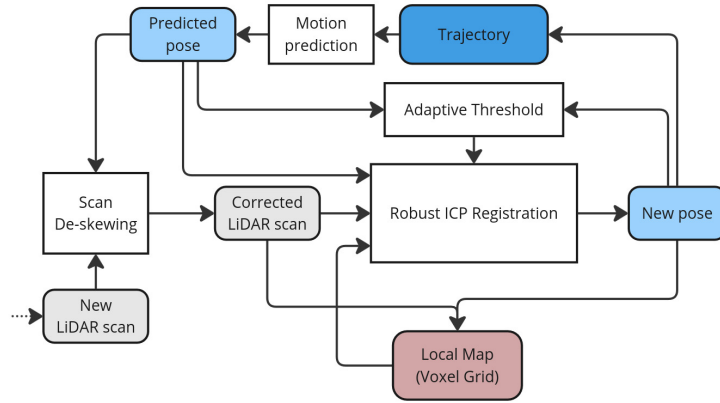 Predicted
pose
Motion
prediction
Trajectory
Adaptive Threshold
Scan
De-skewing
Corrected
LiDAR scan
Robust ICP Registration
New pose
New
LiDAR scan
Local Map
(Voxel Grid)